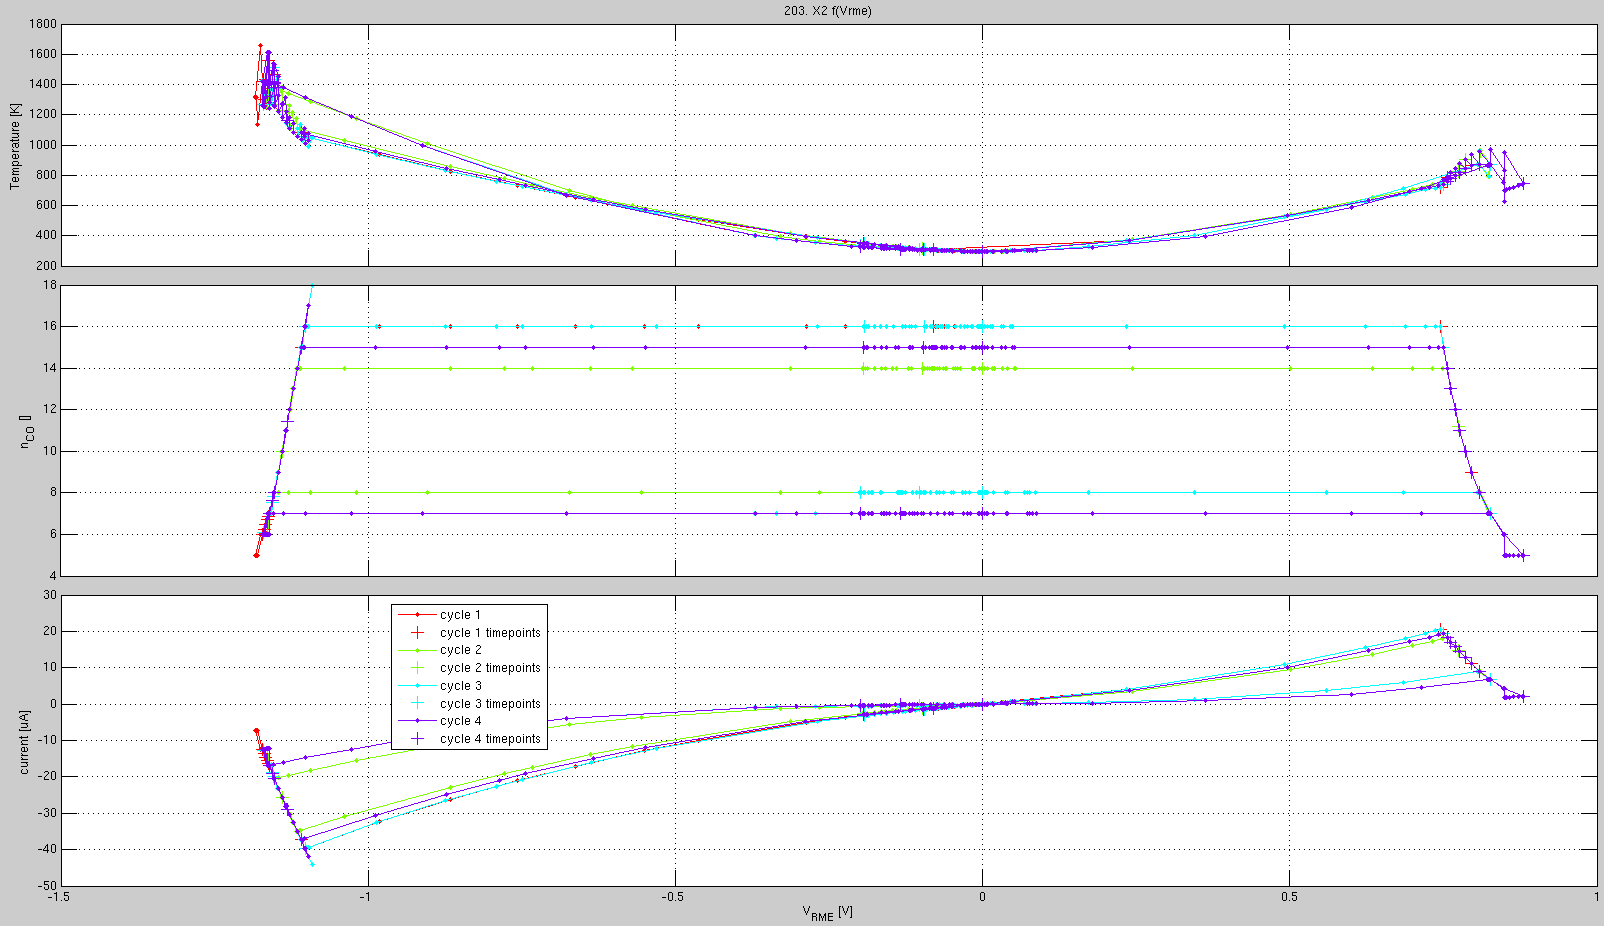 203. X2 f(Vrme)
1800
1600
1400
1200
1000
800
600
400
200
Temperature [K]
18
16
14
12
10
8
6
4
nCO []
30
20
10
0
-10
-20
-30
-40
-50
current [uA]
cycle 1
cycle 1 timepoints
cycle 2
cycle 2 timepoints
cycle 3
cycle 3 timepoints
cycle 4
cycle 4 timepoints
-1.5 -1 -0.5 0 0.5 1
VRME [V]